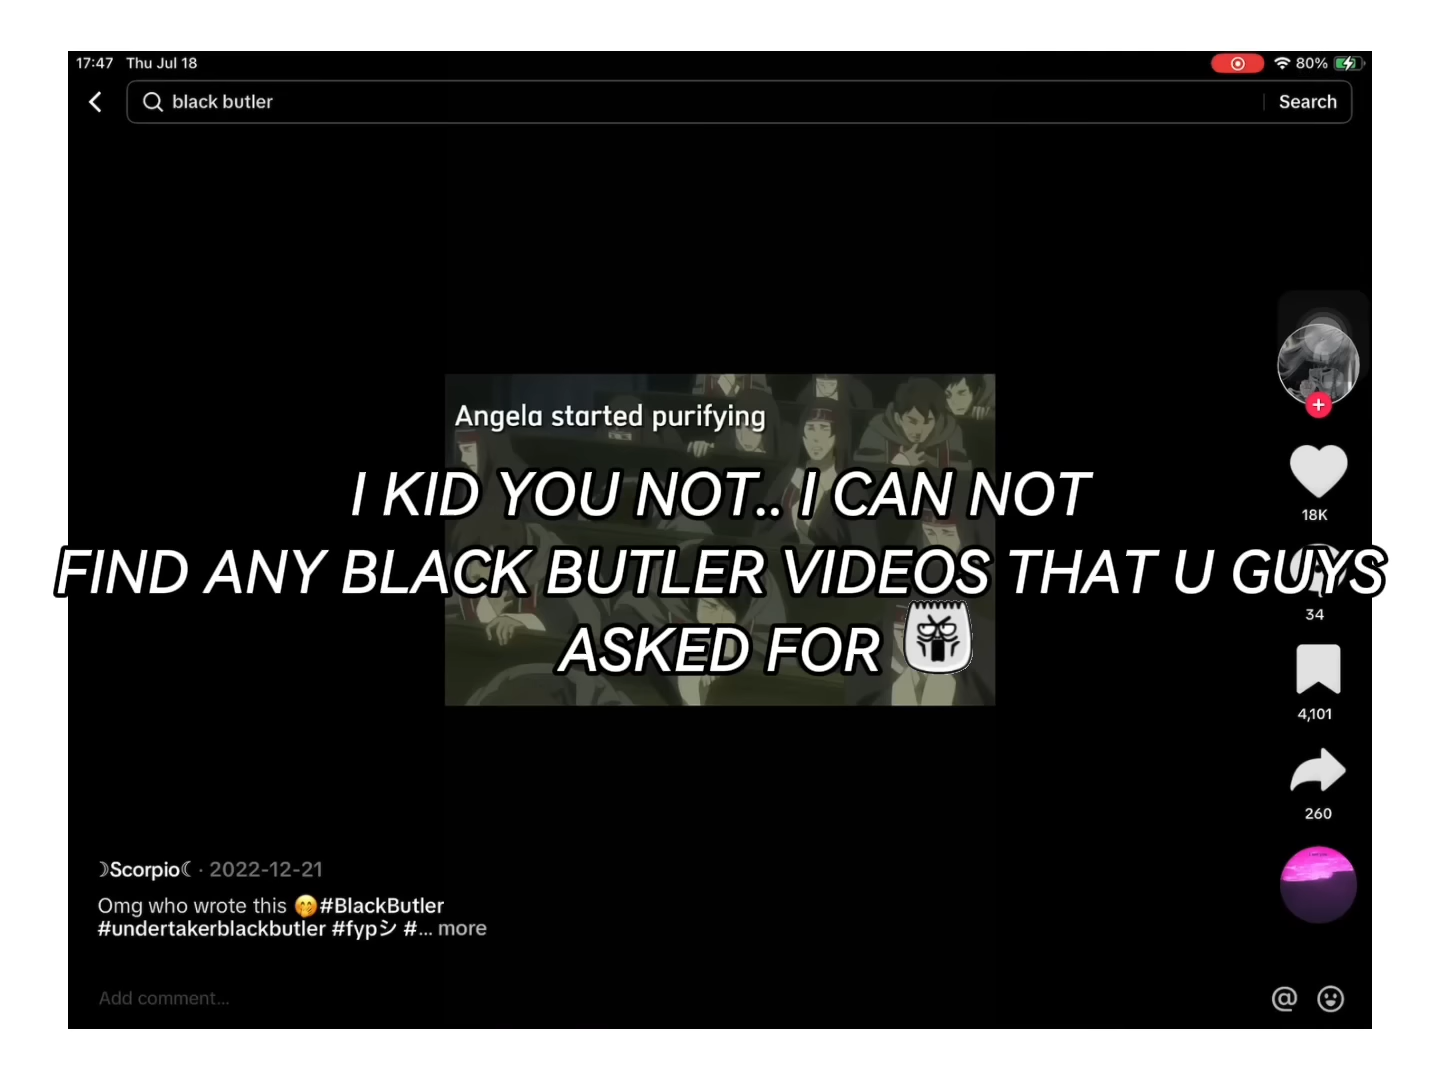 17:47 Thu Jul 18
80%
black butler
Search
Angela started purifying
I KID YOU NOT.. I CAN NOT
FIND ANY BLACK BUTLER VIDEOS THAT U GUYS
ASKED FOR
18K
34
4,101
260
☽Scorpio☾ · 2022-12-21
Omg who wrote this 🤭#BlackButler
#undertakerblackbutler #fypシ #... more
Add comment...